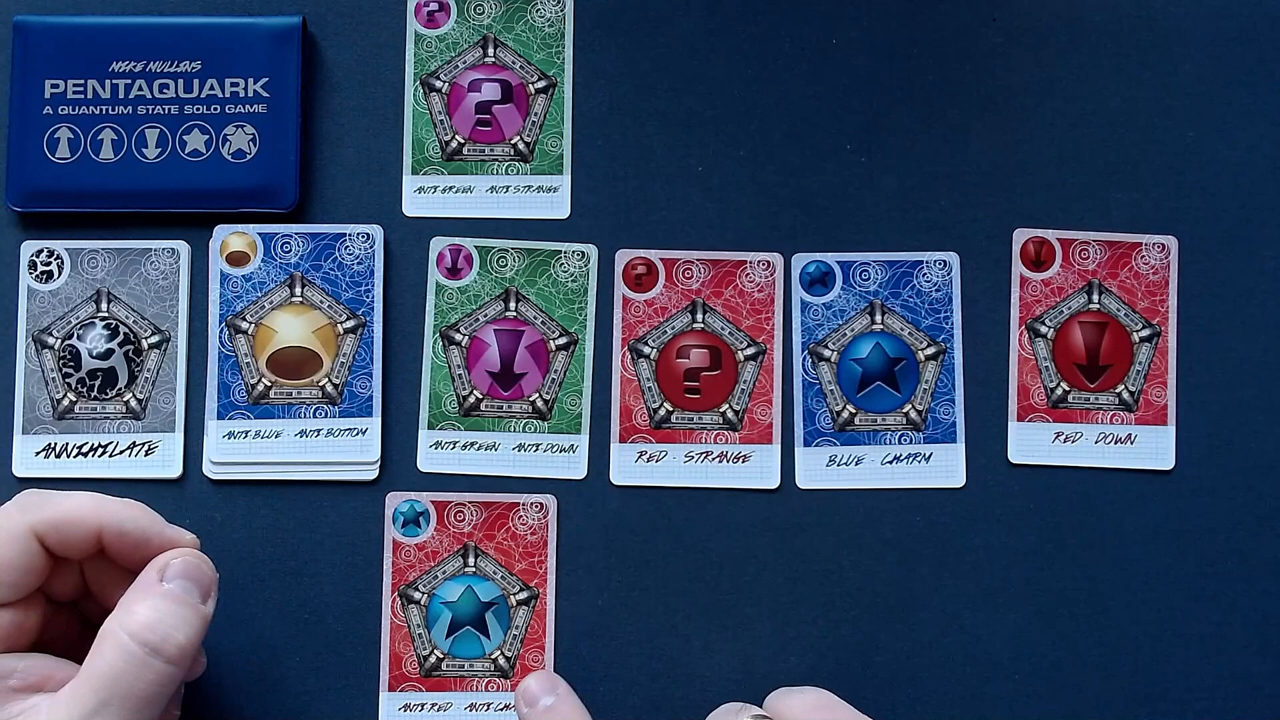 MIKE MULLINS
PENTAQUARK
A QUANTUM STATE SOLO GAME
ANTI-GREEN - ANTI-STRANGE
ANNIHILATE
ANTI-BLUE - ANTI-BOTTOM
ANTI-GREEN - ANTI-DOWN
RED - STRANGE
BLUE - CHARM
RED - DOWN
ANTI-RED -